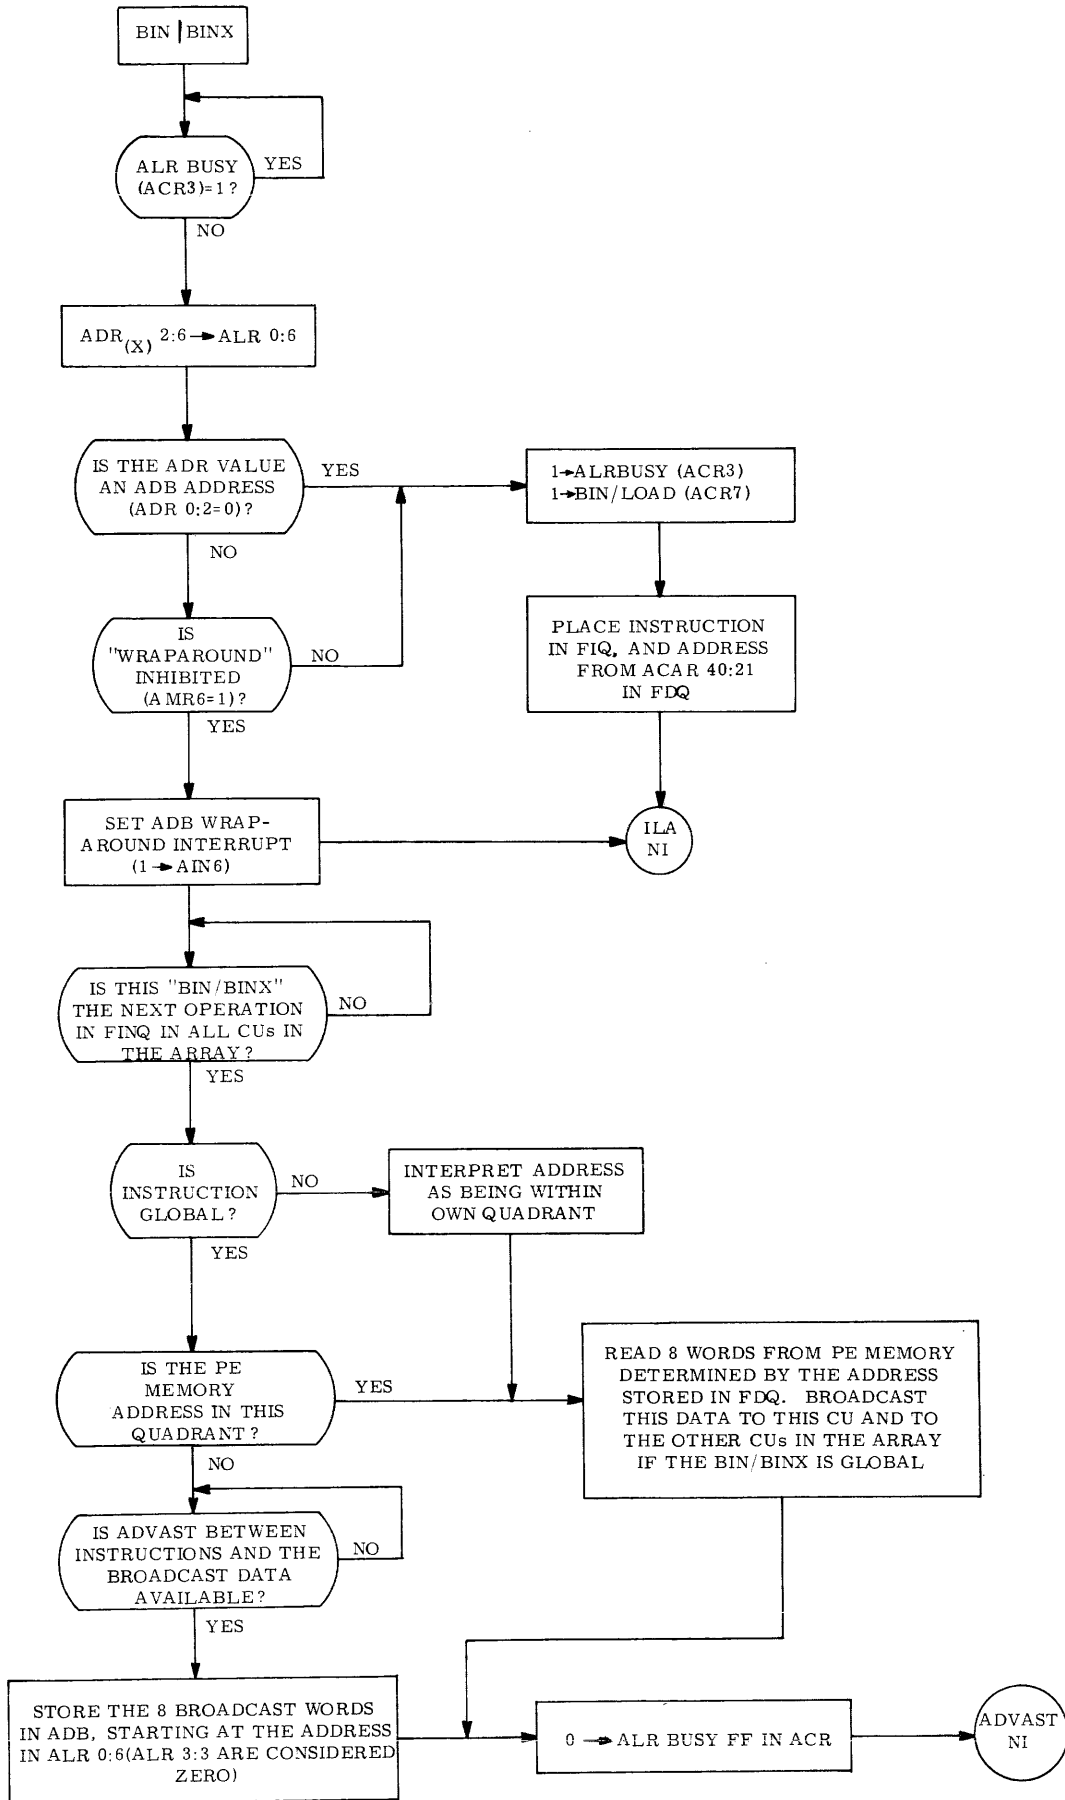 BIN | BINX
ALR BUSY
(ACR3)=1?
YES
NO
ADR(X) 2:6 → ALR 0:6
IS THE ADR VALUE
AN ADB ADDRESS
(ADR 0:2=0)?
YES
NO
1→ALRBUSY (ACR3)
1→BIN/LOAD (ACR7)
IS
"WRAPAROUND"
INHIBITED
(AMR6=1)?
NO
YES
PLACE INSTRUCTION
IN FIQ, AND ADDRESS
FROM ACAR 40:21
IN FDQ
SET ADB WRAP-
AROUND INTERRUPT
(1 → AIN6)
ILA
NI
IS THIS "BIN/BINX"
THE NEXT OPERATION
IN FINQ IN ALL CUs IN
THE ARRAY?
NO
YES
IS
INSTRUCTION
GLOBAL?
NO
YES
INTERPRET ADDRESS
AS BEING WITHIN
OWN QUADRANT
IS THE PE
MEMORY
ADDRESS IN THIS
QUADRANT?
YES
NO
READ 8 WORDS FROM PE MEMORY
DETERMINED BY THE ADDRESS
STORED IN FDQ. BROADCAST
THIS DATA TO THIS CU AND TO
THE OTHER CUs IN THE ARRAY
IF THE BIN/BINX IS GLOBAL
IS ADVAST BETWEEN
INSTRUCTIONS AND THE
BROADCAST DATA
AVAILABLE?
NO
YES
STORE THE 8 BROADCAST WORDS
IN ADB, STARTING AT THE ADDRESS
IN ALR 0:6(ALR 3:3 ARE CONSIDERED
ZERO)
0 → ALR BUSY FF IN ACR
ADVAST
NI